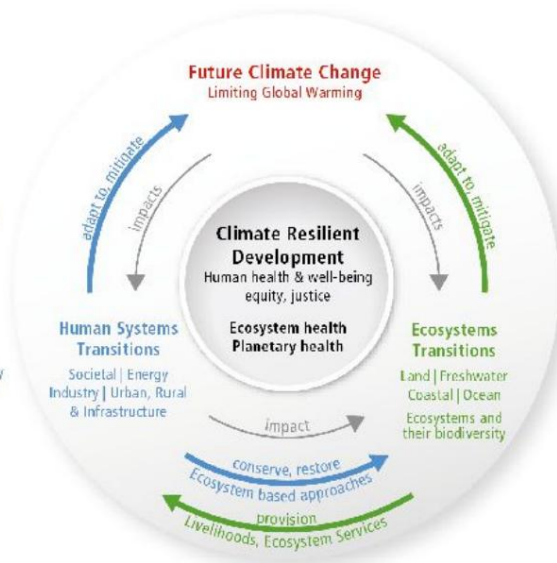 Future Climate Change
Limiting Global Warming
adapt to, mitigate
impacts
impacts
adapt to, mitigate
Climate Resilient
Development
Human health & well-being
equity, justice
Ecosystem health
Planetary health
Human Systems
Transitions
Societal | Energy
Industry | Urban, Rural
& Infrastructure
Ecosystems
Transitions
Land | Freshwater
Coastal | Ocean
Ecosystems and
their biodiversity
impact
conserve, restore
Ecosystem based approaches
provision
Livelihoods, Ecosystem Services